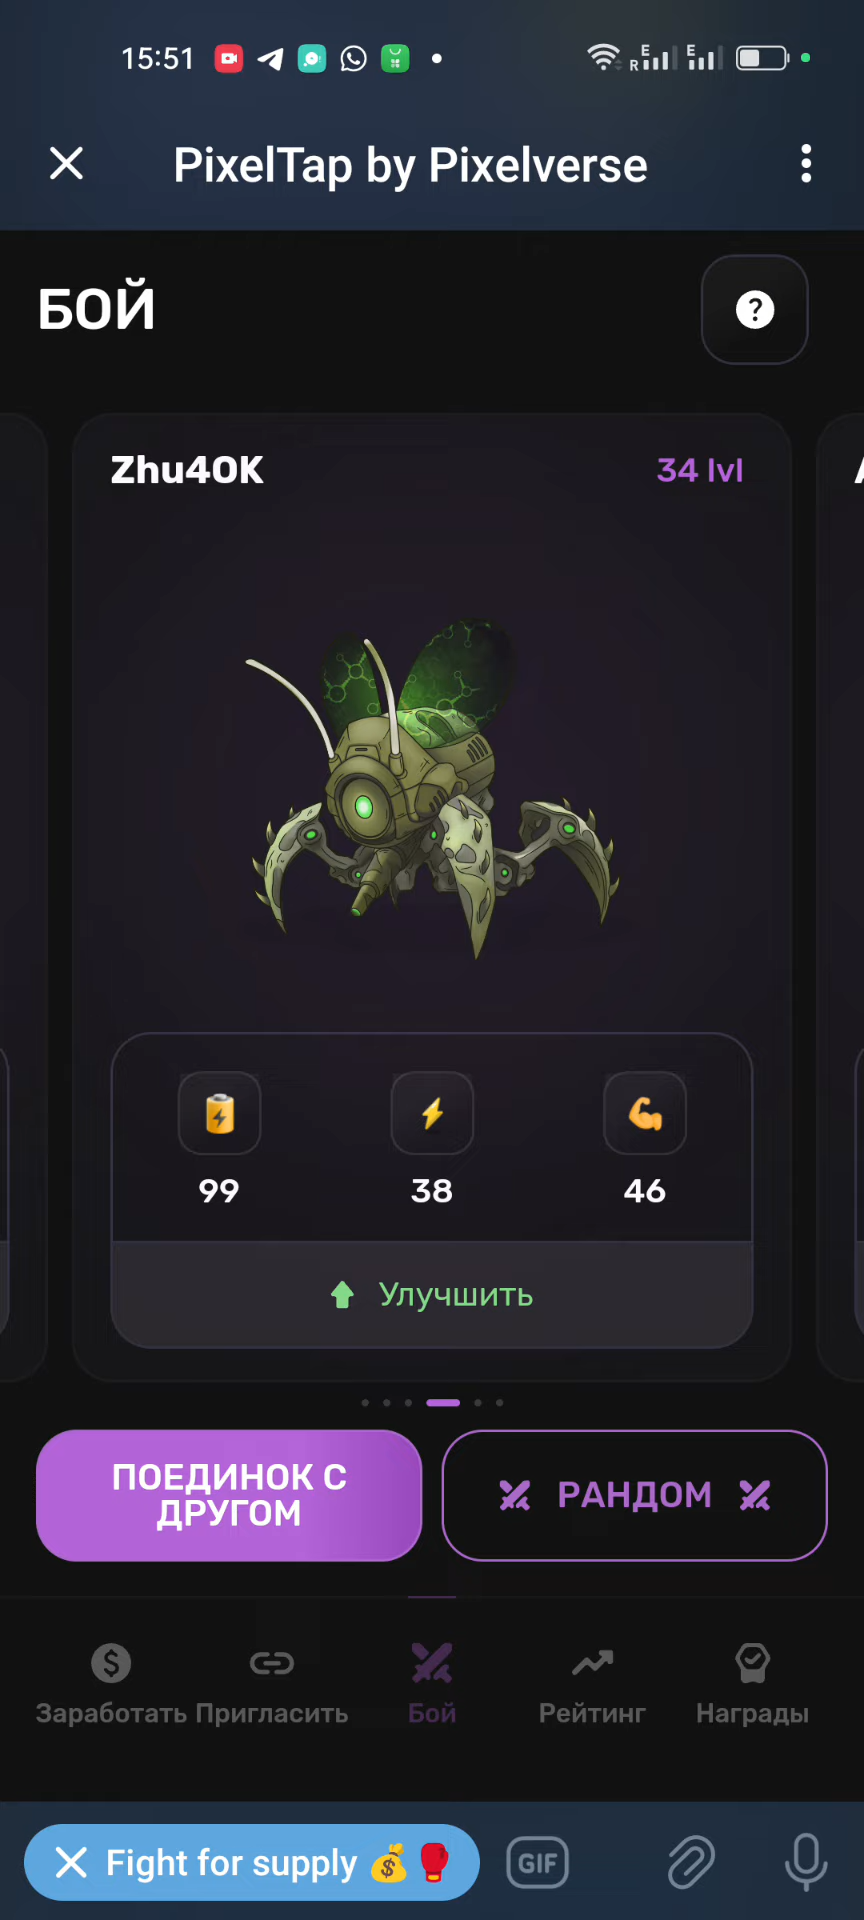 15:51
R E E
PixelTap by Pixelverse
БОЙ
?
Zhu4OK
34 lvl
99
38
46
Улучшить
ПОЕДИНОК С
ДРУГОМ
РАНДОМ
Заработать
Пригласить
Бой
Рейтинг
Награды
Fight for supply
GIF